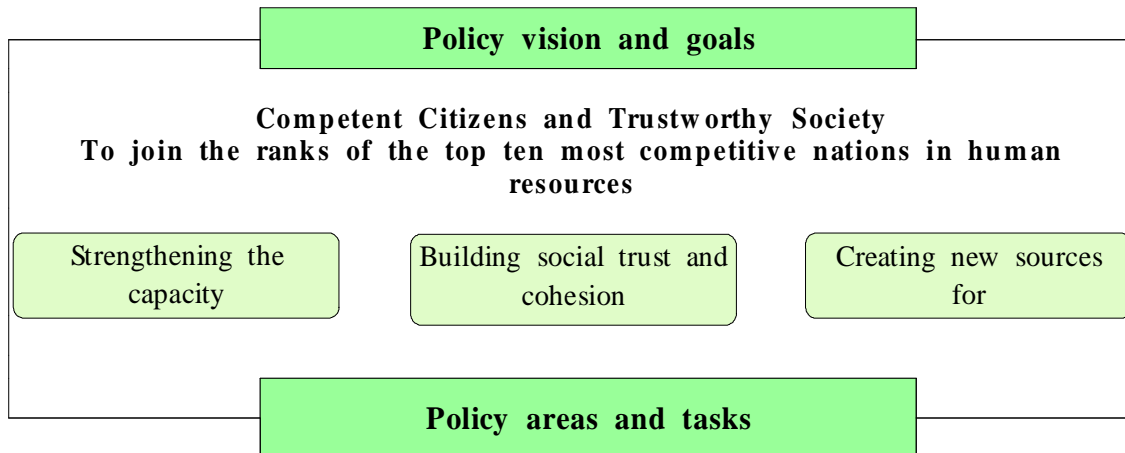 Policy vision and goals
Competent Citizens and Trustworthy Society
To join the ranks of the top ten most competitive nations in human
resources
Strengthening the
capacity
Building social trust and
cohesion
Creating new sources
for
Policy areas and tasks